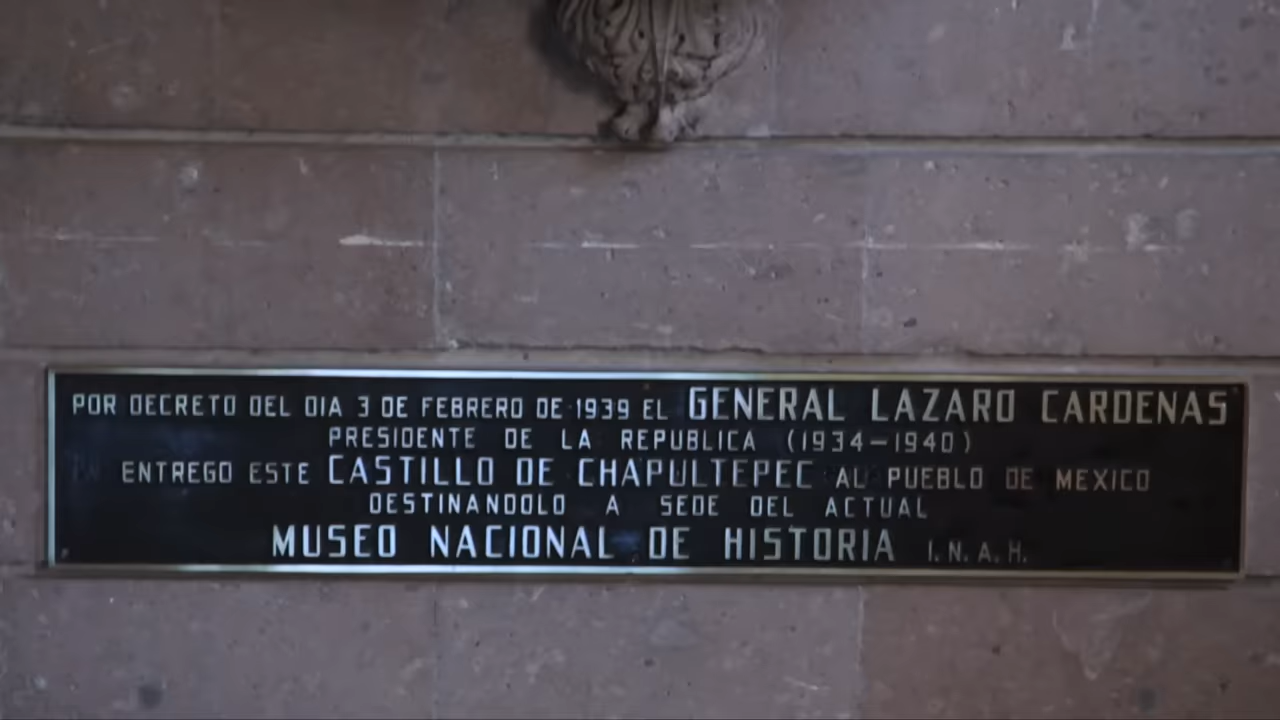 POR DECRETO DEL DIA 3 DE FEBRERO DE 1939 EL GENERAL LAZARO CARDENAS
PRESIDENTE DE LA REPUBLICA (1934-1940)
ENTREGO ESTE CASTILLO DE CHAPULTEPEC AL PUEBLO DE MEXICO
DESTINANDOLO A SEDE DEL ACTUAL
MUSEO NACIONAL DE HISTORIA I.N.A.H.